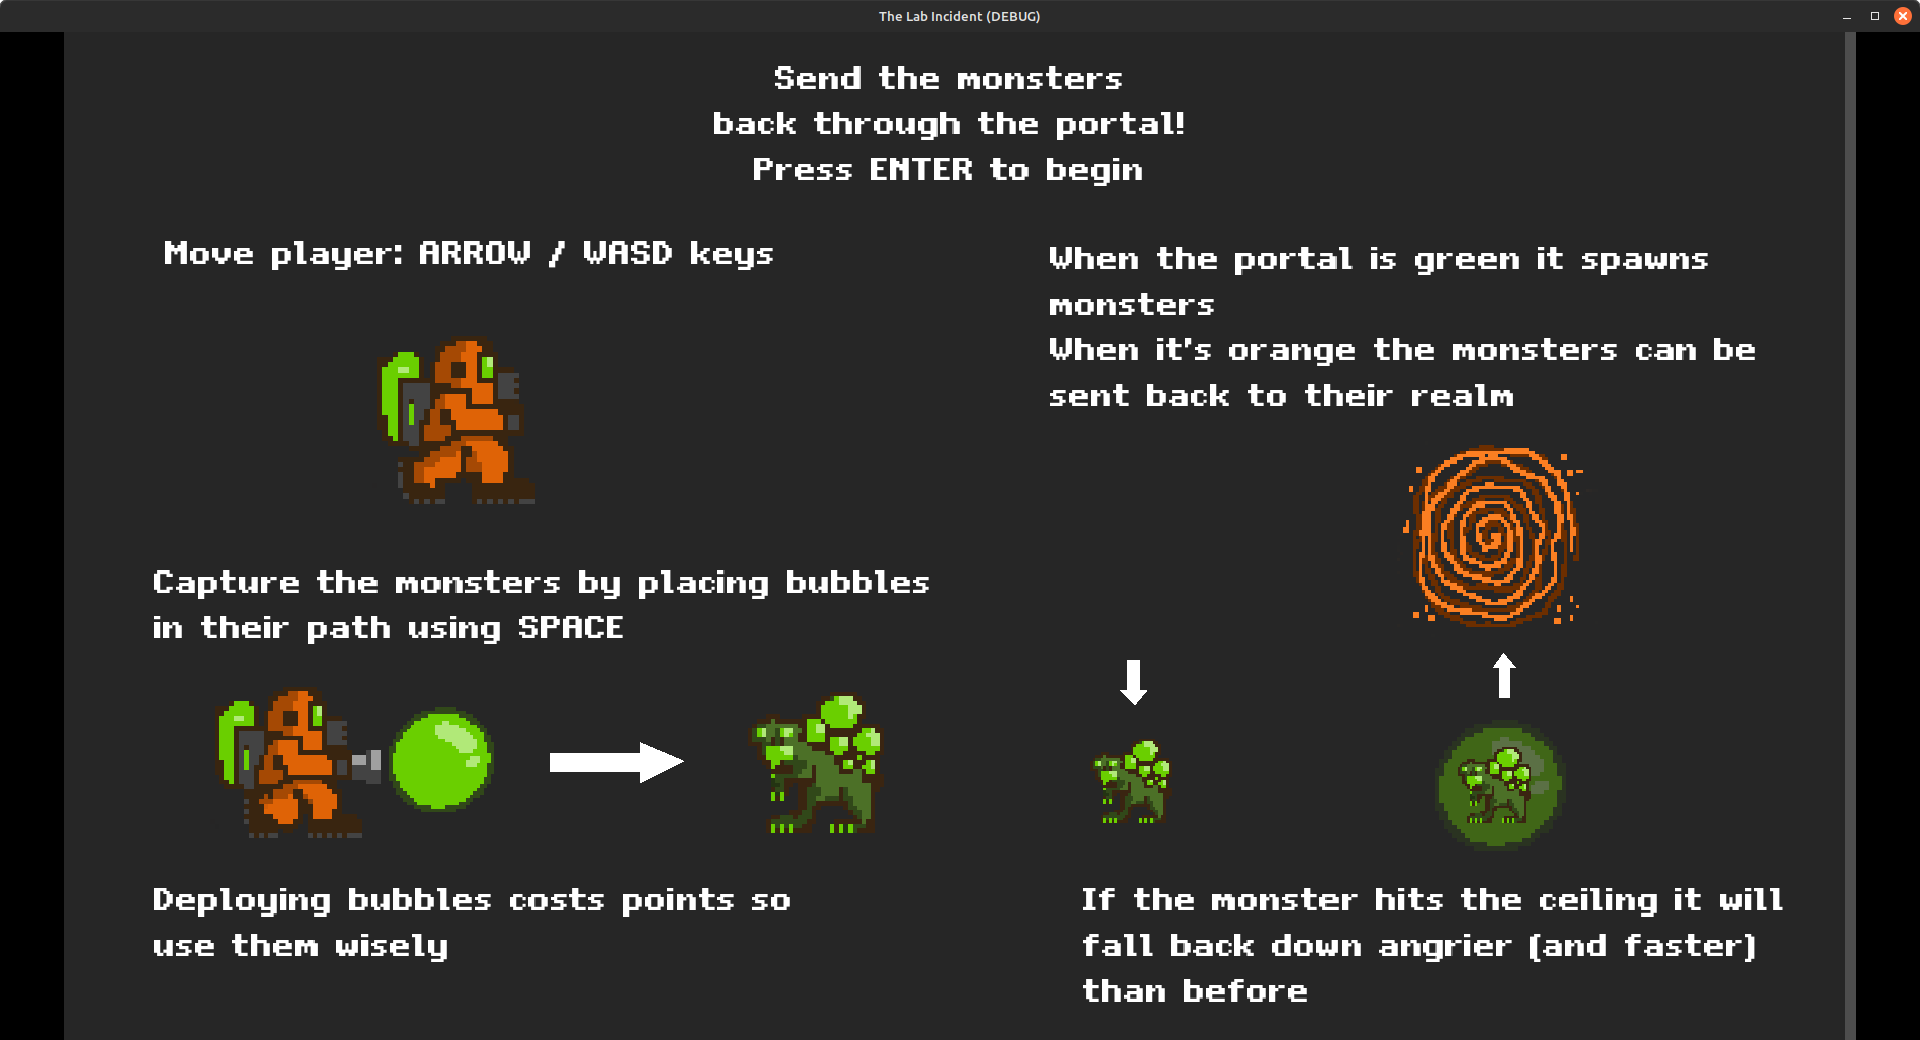 The Lab Incident (DEBUG)
Send the monsters
back through the portal!
Press ENTER to begin
Move player: ARROW / WASD keys
When the portal is green it spawns
monsters
When it's orange the monsters can be
sent back to their realm
Capture the monsters by placing bubbles
in their path using SPACE
Deploying bubbles costs points so
use them wisely
If the monster hits the ceiling it will
fall back down angrier (and faster)
than before